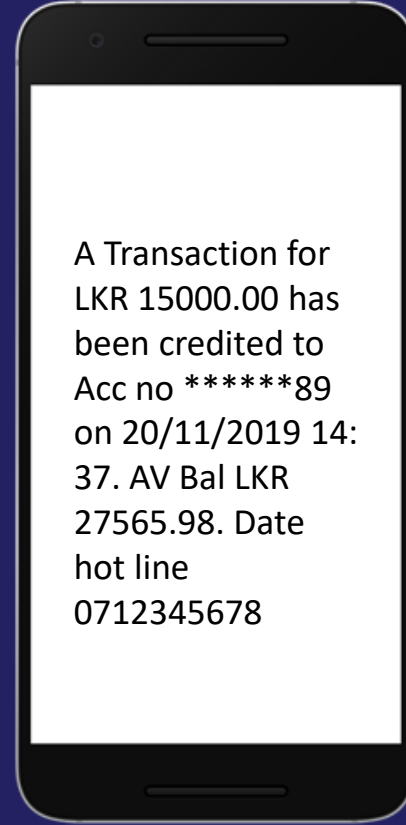 A Transaction for
LKR 15000.00 has
been credited to
Acc no ******89
on 20/11/2019 14:
37. AV Bal LKR
27565.98. Date
hot line
0712345678